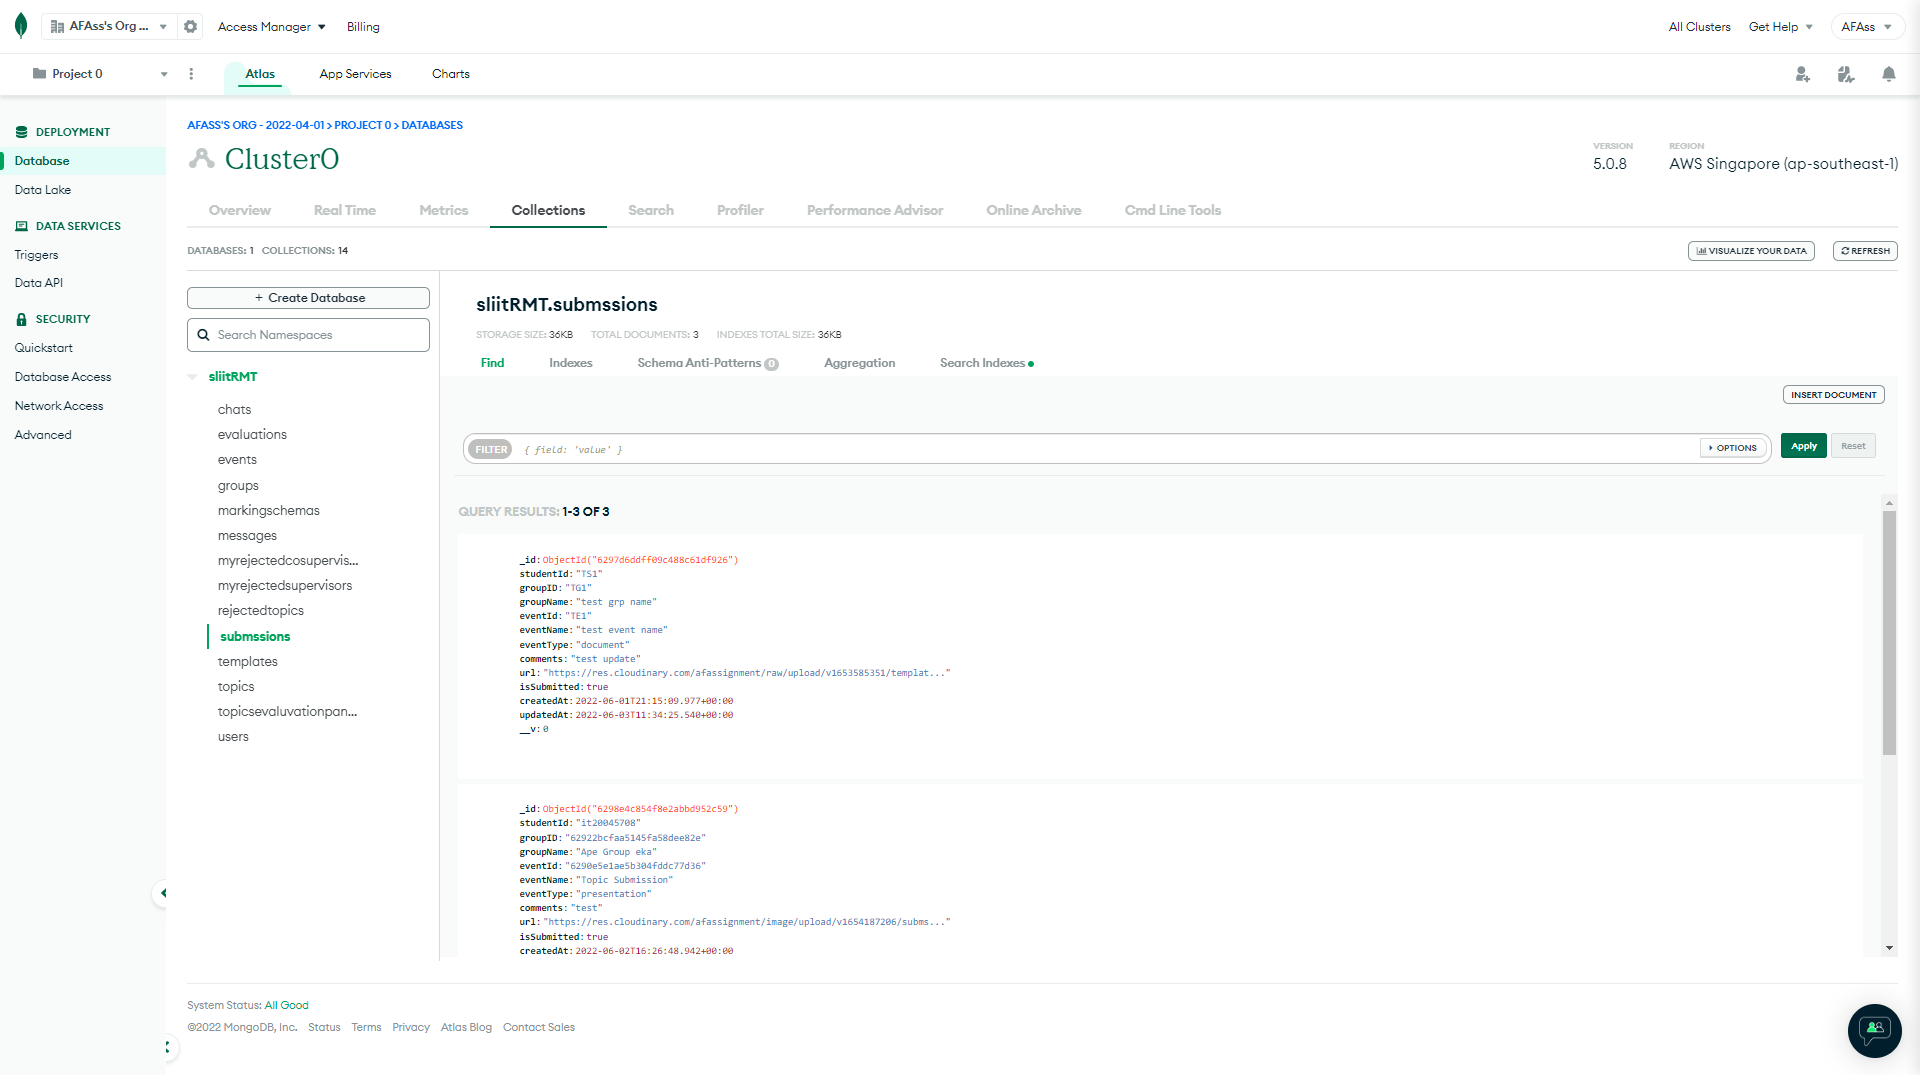 AFAss's Org ...
Access Manager
Billing
All Clusters
Get Help
AFAss
Project 0
Atlas
App Services
Charts
DEPLOYMENT
Database
Data Lake
DATA SERVICES
Triggers
Data API
SECURITY
Quickstart
Database Access
Network Access
Advanced
AFASS'S ORG - 2022-04-01 > PROJECT 0 > DATABASES
Cluster0
VERSION
5.0.8
REGION
AWS Singapore (ap-southeast-1)
Overview
Real Time
Metrics
Collections
Search
Profiler
Performance Advisor
Online Archive
Cmd Line Tools
DATABASES: 1 COLLECTIONS: 14
VISUALIZE YOUR DATA
REFRESH
+ Create Database
Search Namespaces
sliitRMT
chats
evaluations
events
groups
markingschemas
messages
myrejectedcosupervis...
myrejectedsupervisors
rejectedtopics
submssions
templates
topics
topicsevaluvationpan...
users
sliitRMT.submssions
STORAGE SIZE: 36KB TOTAL DOCUMENTS: 3 INDEXES TOTAL SIZE: 36KB
Find
Indexes
Schema Anti-Patterns 0
Aggregation
Search Indexes
INSERT DOCUMENT
FILTER { field: 'value' }
OPTIONS
Apply
Reset
QUERY RESULTS: 1-3 OF 3
_id: ObjectId("6297d6ddff09c488c61df926")
studentId: "TS1"
groupID: "TG1"
groupName: "test grp name"
eventId: "TE1"
eventName: "test event name"
eventType: "document"
comments: "test update"
url: "https://res.cloudinary.com/afassignment/raw/upload/v1653585351/templat..."
isSubmitted: true
createdAt: 2022-06-01T21:15:09.977+00:00
updatedAt: 2022-06-03T11:34:25.540+00:00
__v: 0
_id: ObjectId("6298e4c854f8e2abbd952c59")
studentId: "it20045708"
groupID: "62922bcfaa5145fa58dee82e"
groupName: "Ape Group eka"
eventId: "6290e5e1ae5b304fddc77d36"
eventName: "Topic Submission"
eventType: "presentation"
comments: "test"
url: "https://res.cloudinary.com/afassignment/image/upload/v1654187206/subms..."
isSubmitted: true
createdAt: 2022-06-02T16:26:48.942+00:00
System Status: All Good
©2022 MongoDB, Inc. Status Terms Privacy Atlas Blog Contact Sales